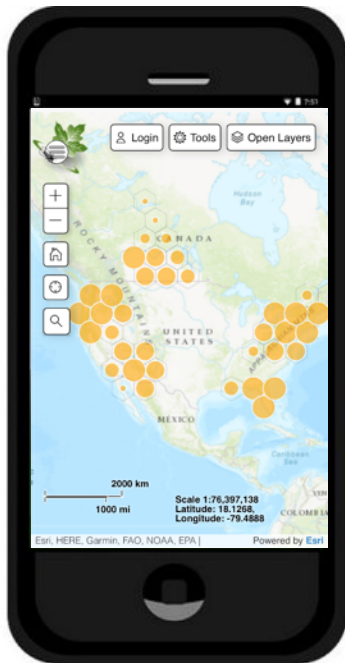 7:51
Login
Tools
Open Layers
Hudson
Bay
CANADA
ROCKY MOUNTAINS
UNITED
STATES
APPALACHIAN
MÉXICO
Caribbean
Sea
2000 km
1000 mi
Scale 1:76,397,138
Latitude: 18.1268,
Longitude: -79.4888
COLOMBIA
Esri, HERE, Garmin, FAO, NOAA, EPA |
Powered by Esri